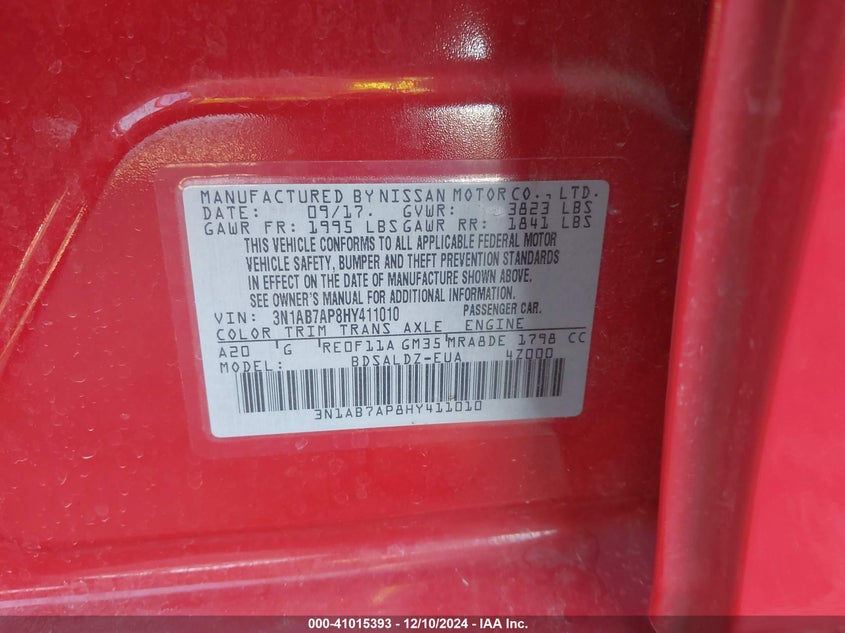 MANUFACTURED BY NISSAN MOTOR CO., LTD.
DATE: 09/17. GVWR: 3823 LBS
GAWR FR: 1995 LBS GAWR RR: 1841 LBS
THIS VEHICLE CONFORMS TO ALL APPLICABLE FEDERAL MOTOR
VEHICLE SAFETY, BUMPER AND THEFT PREVENTION STANDARDS
IN EFFECT ON THE DATE OF MANUFACTURE SHOWN ABOVE.
SEE OWNER'S MANUAL FOR ADDITIONAL INFORMATION.
VIN: 3N1AB7AP8HY411010 PASSENGER CAR.
COLOR TRIM TRANS AXLE ENGINE
A20 G RE0F11A GM35 MRA8DE 1798 CC
MODEL: BDSALDZ-EUA 4Z000
3N1AB7AP8HY411010
000-41015393 - 12/10/2024 - IAA Inc.